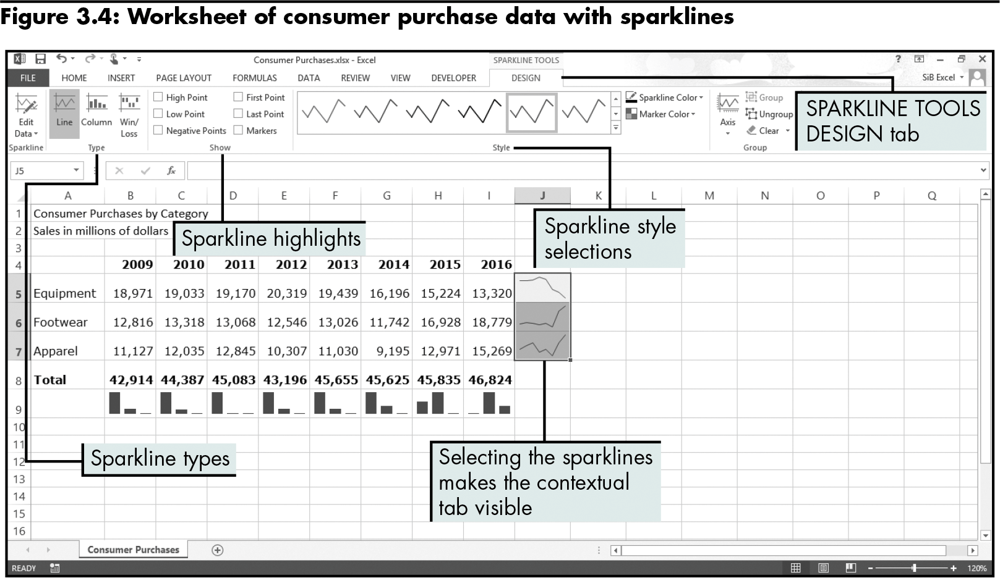 Figure 3.4: Worksheet of consumer purchase data with sparklines
Consumer Purchases.xlsx - Excel
SPARKLINE TOOLS
?
FILE HOME INSERT PAGE LAYOUT FORMULAS DATA REVIEW VIEW DEVELOPER DESIGN SiB Excel
Edit
Data
Sparkline
Line Column Win/
Loss
Type
High Point First Point
Low Point Last Point
Negative Points Markers
Show
Sparkline Color
Marker Color
Style
Axis
Group
Ungroup
Clear
Group
SPARKLINE TOOLS
DESIGN tab
J5 fx
A B C D E F G H I J K L M N O P Q
1 Consumer Purchases by Category
2 Sales in millions of dollars
3
Sparkline highlights
Sparkline style
selections
4 2009 2010 2011 2012 2013 2014 2015 2016
5 Equipment 18,971 19,033 19,170 20,319 19,439 16,196 15,224 13,320
6 Footwear 12,816 13,318 13,068 12,546 13,026 11,742 16,928 18,779
7 Apparel 11,127 12,035 12,845 10,307 11,030 9,195 12,971 15,269
8 Total 42,914 44,387 45,083 43,196 45,655 45,625 45,835 46,824
9
10
11
12
13
14
15
16
Sparkline types
Selecting the sparklines
makes the contextual
tab visible
Consumer Purchases
READY 120%